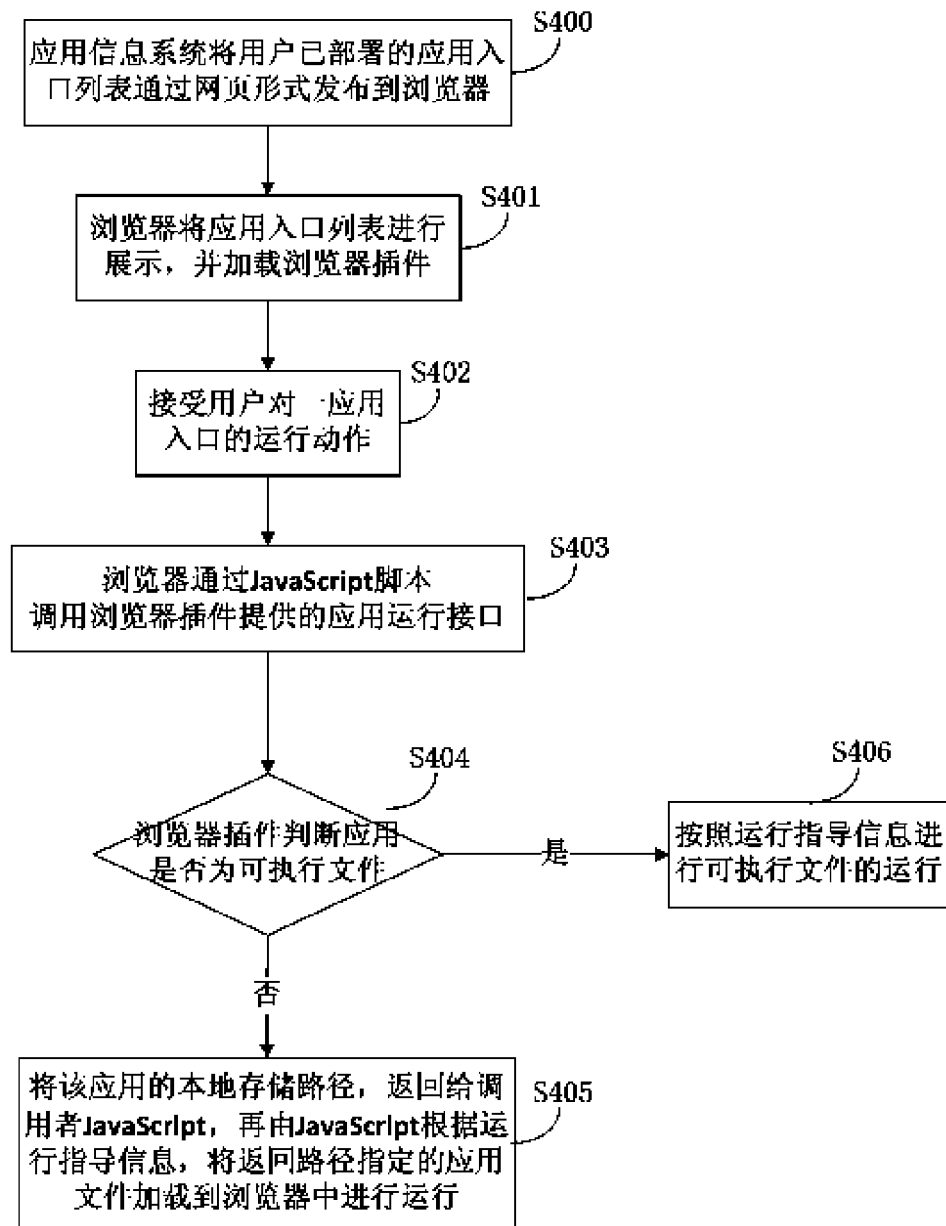 S400
应用信息系统将用户已部署的应用入
口列表通过网页形式发布到浏览器
S401
浏览器将应用入口列表进行
展示，并加载浏览器插件
S402
接受用户对一应用
入口的运行动作
S403
浏览器通过JavaScript脚本
调用浏览器插件提供的应用运行接口
S404
浏览器插件判断应用
是否为可执行文件
是
S406
按照运行指导信息进
行可执行文件的运行
否
S405
将该应用的本地存储路径，返回给调
用者JavaScript，再由JavaScript根据运
行指导信息，将返回路径指定的应用
文件加载到浏览器中进行运行